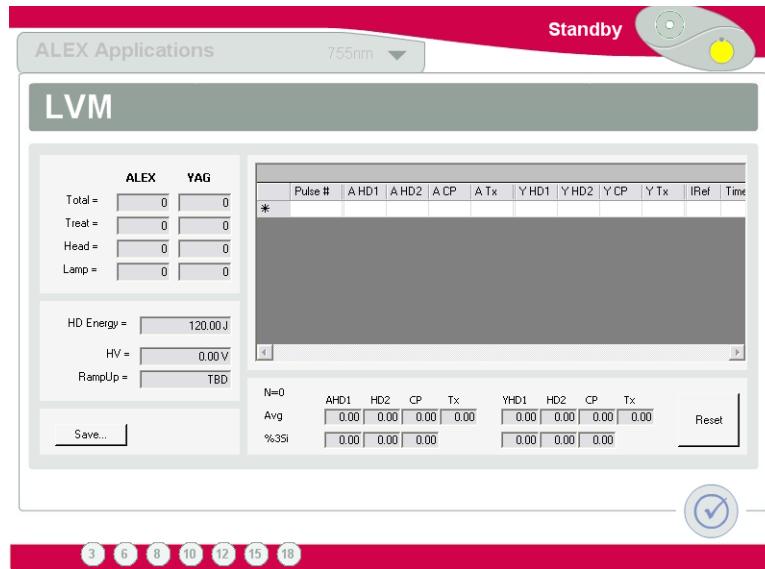 Standby
ALEX Applications 755nm
LVM
ALEX YAG
Total = 0 0
Treat = 0 0
Head = 0 0
Lamp = 0 0
HD Energy = 120.00 J
HV = 0.00 V
RampUp = TBD
Save...
Pulse # A HD1 A HD2 A CP A Tx Y HD1 Y HD2 Y CP Y Tx IRef Time
*
N=0
AHD1 HD2 CP Tx YHD1 HD2 CP Tx
Avg 0.00 0.00 0.00 0.00 0.00 0.00 0.00 0.00
%3Si 0.00 0.00 0.00 0.00 0.00 0.00
Reset
3 6 8 10 12 15 18